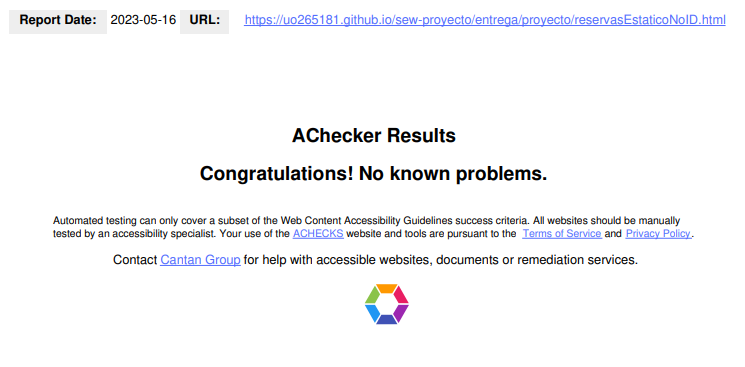 Report Date: 2023-05-16 URL: https://uo265181.github.io/sew-proyecto/entrega/proyecto/reservasEstaticoNoID.html
AChecker Results
Congratulations! No known problems.
Automated testing can only cover a subset of the Web Content Accessibility Guidelines success criteria. All websites should be manually
tested by an accessibility specialist. Your use of the ACHECKS website and tools are pursuant to the Terms of Service and Privacy Policy.
Contact Cantan Group for help with accessible websites, documents or remediation services.